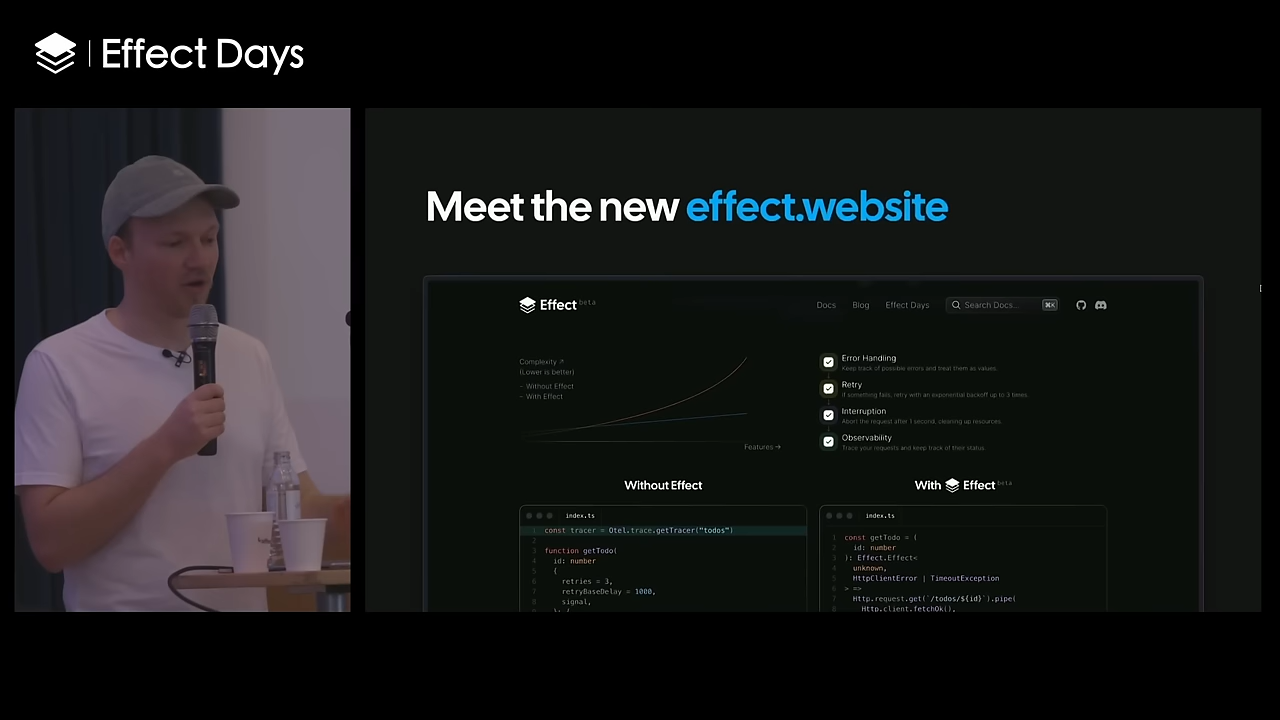 Effect Days
Meet the new effect.website
Effect beta
Docs Blog Effect Days Search Docs... ⌘K
Complexity ↗
(Lower is better)
- Without Effect
- With Effect
Features →
Error Handling
Keep track of possible errors and treat them as values.
Retry
If something fails, retry with an exponential backoff up to 3 times.
Interruption
Abort the request after 1 second, cleaning up resources.
Observability
Trace your requests and keep track of their status.
Without Effect
index.ts
1 const tracer = Otel.trace.getTracer("todos")
2
3 function getTodo(
4 id: number
5 {
6 retries = 3,
7 retryBaseDelay = 1000,
8 signal,
9 }: {
With Effect beta
index.ts
1 const getTodo = (
2 id: number
3 ): Effect.Effect<
4 unknown,
5 HttpClientError | TimeoutException
6 > =>
7 Http.request.get(`/todos/${id}`).pipe(
8 Http.client.fetchOk(),